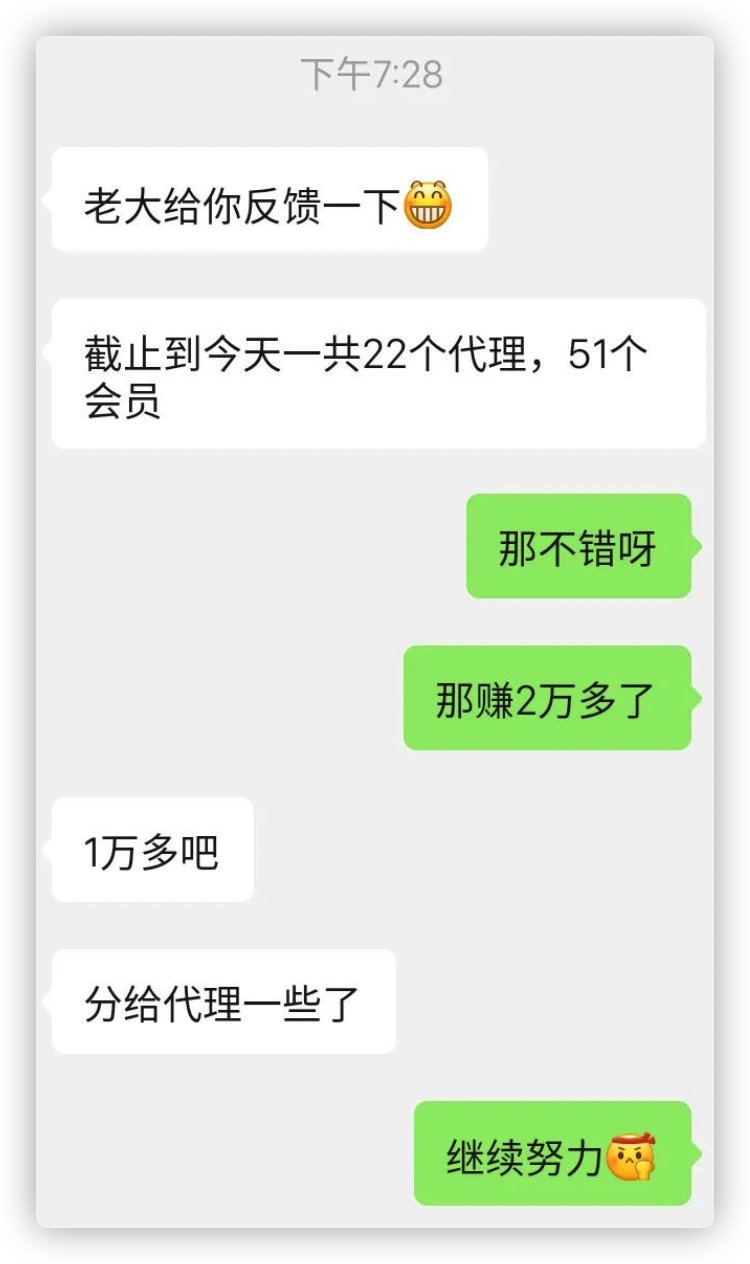 下午7:28
老大给你反馈一下😁
截止到今天一共22个代理，51个
会员
那不错呀
那赚2万多了
1万多吧
分给代理一些了
继续努力